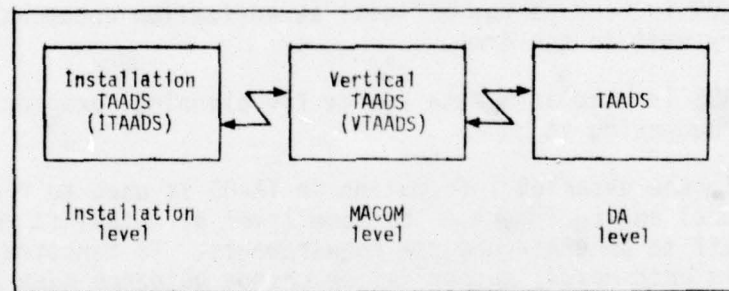 Installation
TAADS
(ITAADS)
Vertical
TAADS
(VTAADS)
TAADS
Installation
level
MACOM
level
DA
level